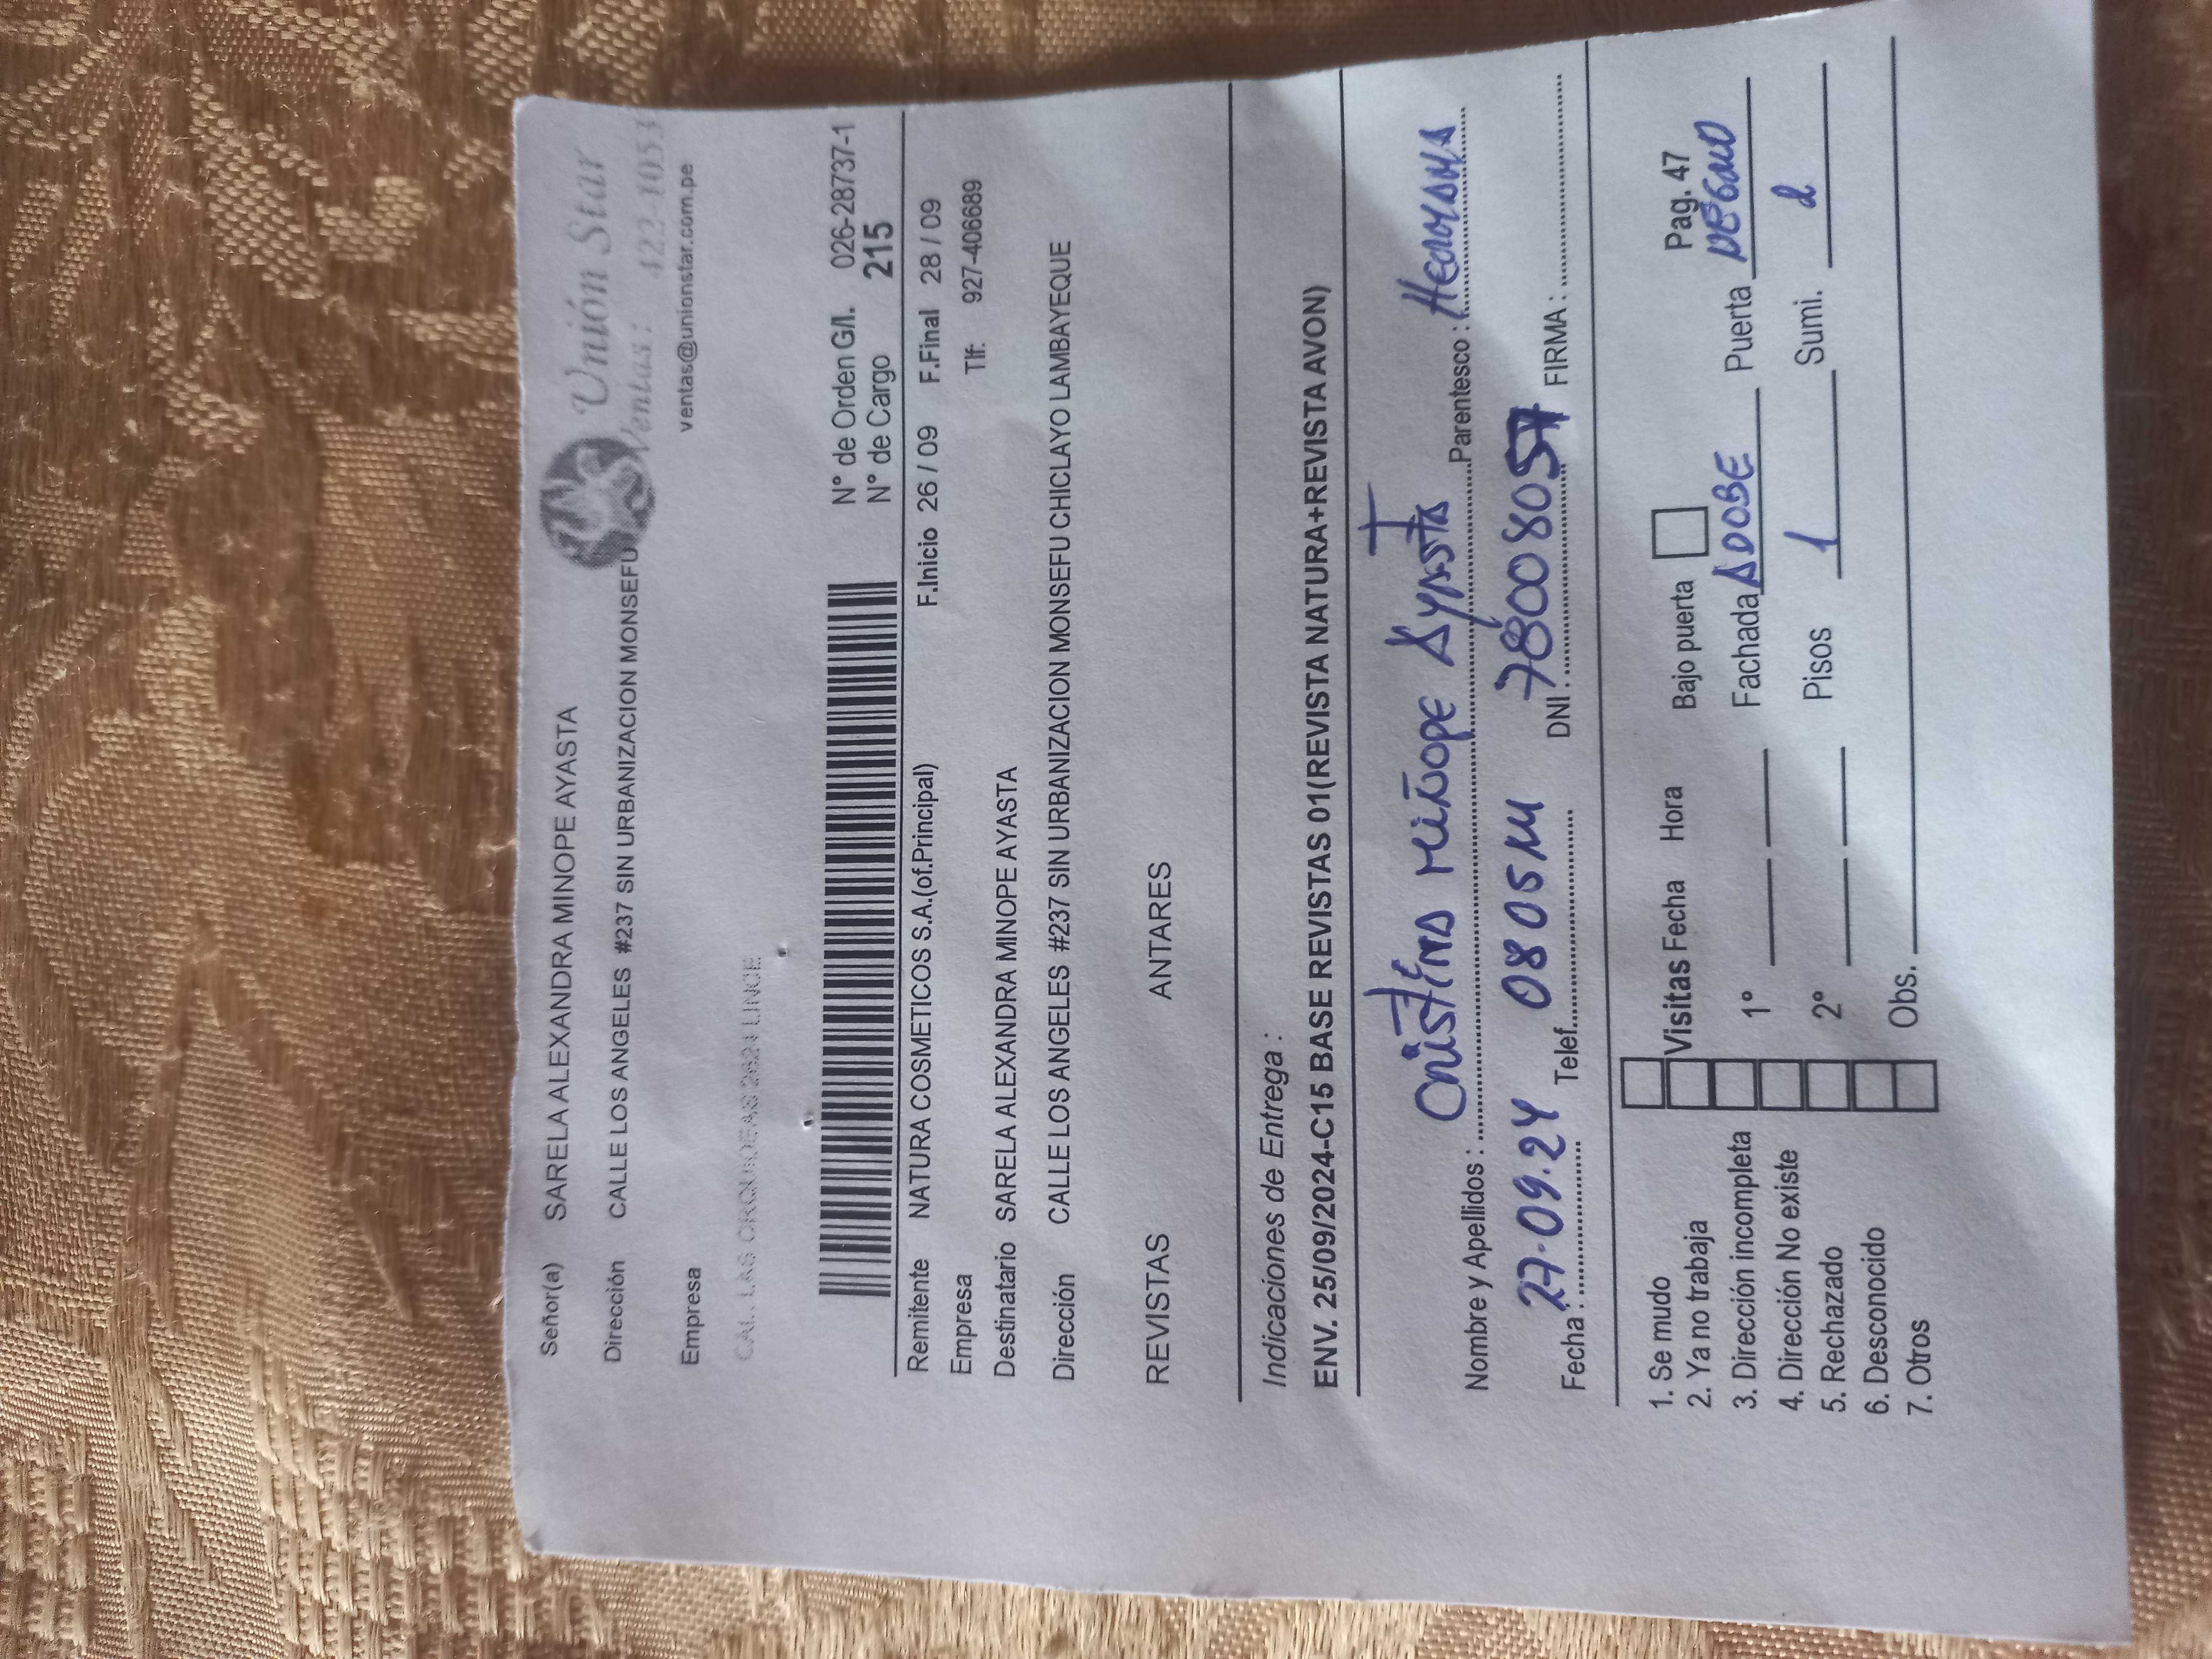 Señor(a) SARELA ALEXANDRA MINOPE AYASTA
Unión Star
Dirección CALLE LOS ANGELES #237 SIN URBANIZACION MONSEFU
Ventas: 422-1053
Empresa
ventas@unionstar.com.pe
N° de Orden G/I. 026-28737-1
N° de Cargo 215
Remitente NATURA COSMETICOS S.A.(of.Principal) F.Inicio 26 / 09 F.Final 28 / 09
Empresa Tlf: 927-406689
Destinatario SARELA ALEXANDRA MINOPE AYASTA
Dirección CALLE LOS ANGELES #237 SIN URBANIZACION MONSEFU CHICLAYO LAMBAYEQUE
REVISTAS ANTARES
Indicaciones de Entrega :
ENV. 25/09/2024-C15 BASE REVISTAS 01(REVISTA NATURA+REVISTA AVON)
Nombre y Apellidos : Cristina Miñope Ayasta Parentesco : Hermana
Fecha : 27.09.24 Telef. 0805M DNI : FIRMA :
1. Se mudo
2. Ya no trabaja
3. Dirección incompleta
4. Dirección No existe
5. Rechazado
6. Desconocido
7. Otros
Visitas Fecha Hora Bajo puerta Pag. 47
1° Fachada ADOBE Puerta
2° Pisos 1 Sumi. d
Obs.